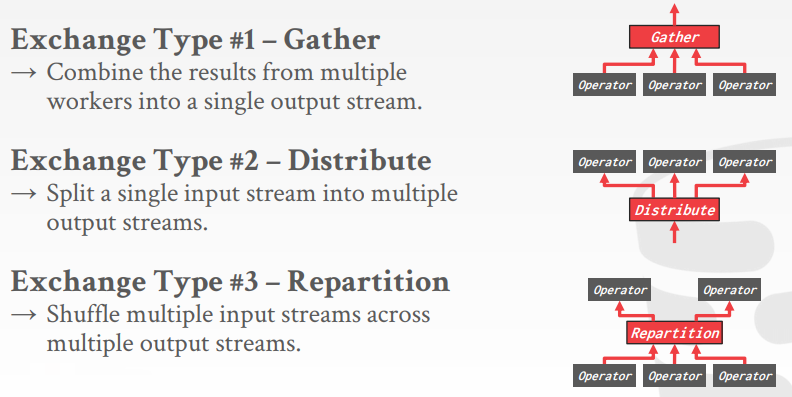 Exchange Type #1 – Gather
→ Combine the results from multiple
workers into a single output stream.
Gather
Operator Operator Operator
Exchange Type #2 – Distribute
→ Split a single input stream into multiple
output streams.
Operator Operator Operator
Distribute
Exchange Type #3 – Repartition
→ Shuffle multiple input streams across
multiple output streams.
Operator Operator
Repartition
Operator Operator Operator